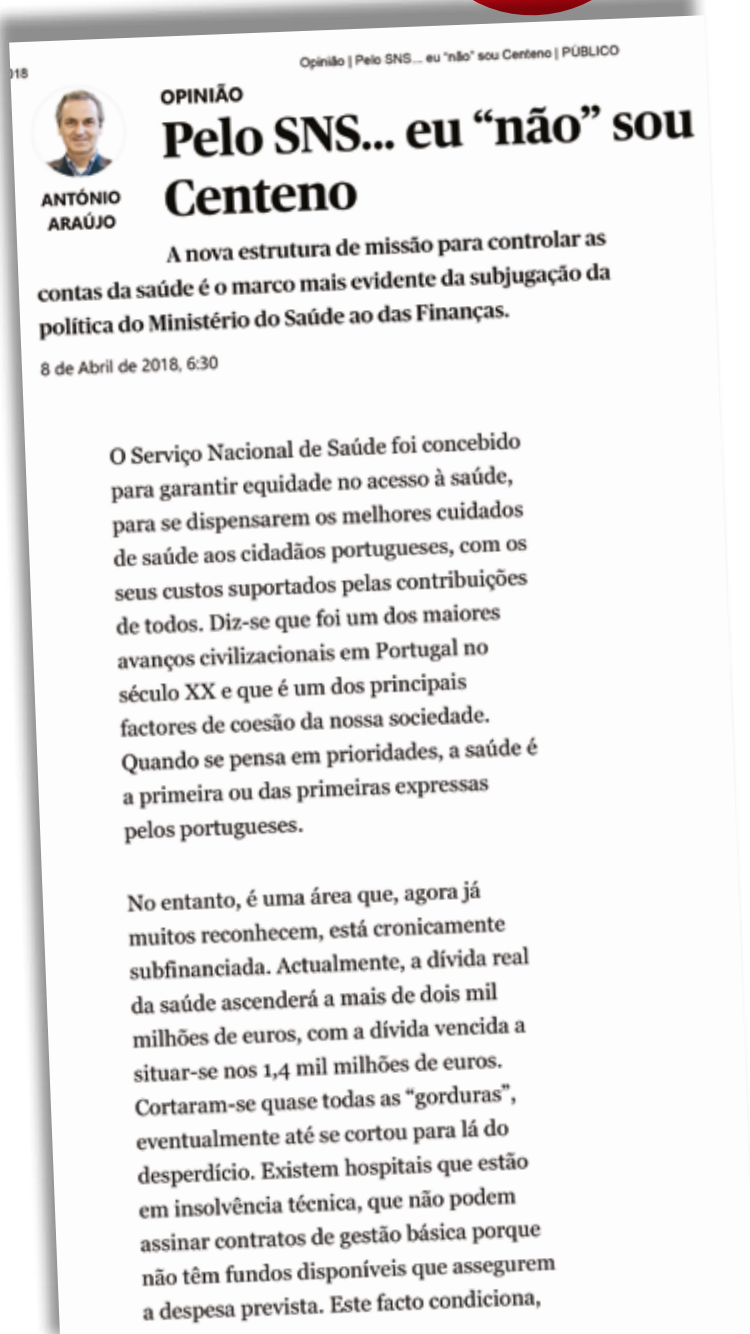 018
Opinião | Pelo SNS... eu "não" sou Centeno | PÚBLICO
OPINIÃO
Pelo SNS... eu “não” sou
Centeno
ANTÓNIO
ARAÚJO
A nova estrutura de missão para controlar as
contas da saúde é o marco mais evidente da subjugação da
política do Ministério do Saúde ao das Finanças.
8 de Abril de 2018, 6:30
O Serviço Nacional de Saúde foi concebido
para garantir equidade no acesso à saúde,
para se dispensarem os melhores cuidados
de saúde aos cidadãos portugueses, com os
seus custos suportados pelas contribuições
de todos. Diz-se que foi um dos maiores
avanços civilizacionais em Portugal no
século XX e que é um dos principais
factores de coesão da nossa sociedade.
Quando se pensa em prioridades, a saúde é
a primeira ou das primeiras expressas
pelos portugueses.
No entanto, é uma área que, agora já
muitos reconhecem, está cronicamente
subfinanciada. Actualmente, a dívida real
da saúde ascenderá a mais de dois mil
milhões de euros, com a dívida vencida a
situar-se nos 1,4 mil milhões de euros.
Cortaram-se quase todas as “gorduras”,
eventualmente até se cortou para lá do
desperdício. Existem hospitais que estão
em insolvência técnica, que não podem
assinar contratos de gestão básica porque
não têm fundos disponíveis que assegurem
a despesa prevista. Este facto condiciona,